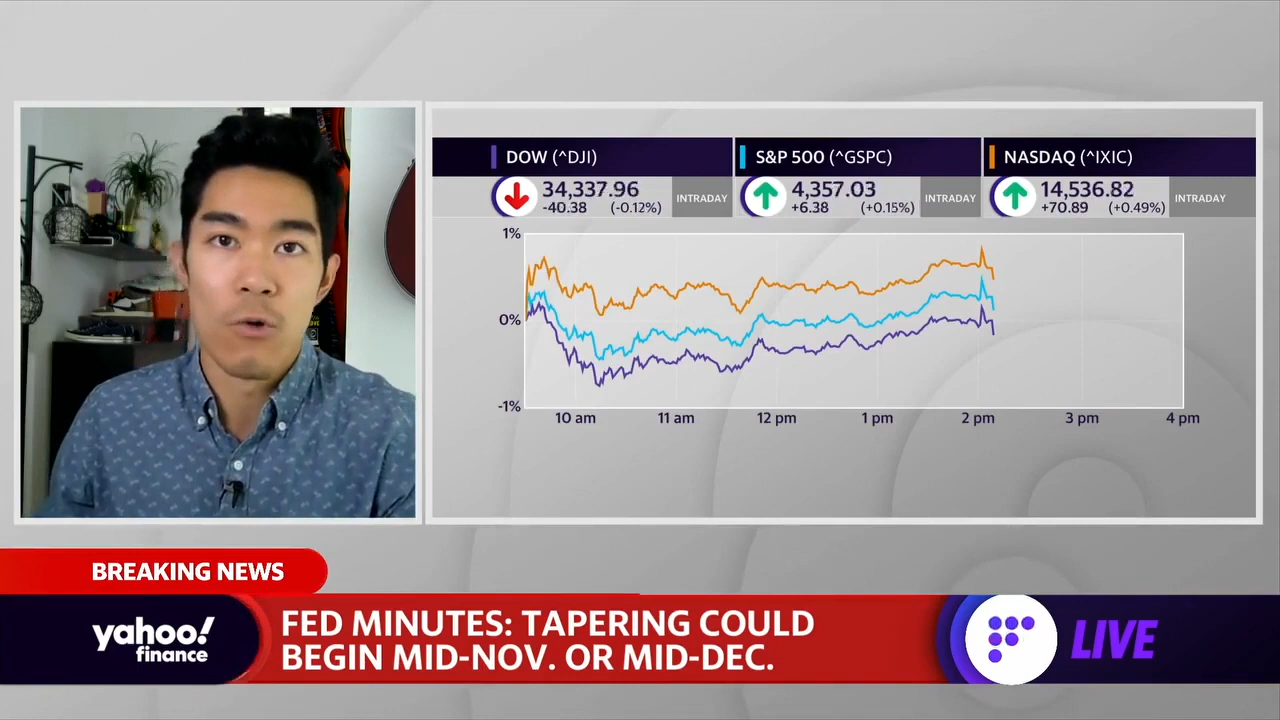 DOW (^DJI)
34,337.96
-40.38 (-0.12%)
INTRADAY
S&P 500 (^GSPC)
4,357.03
+6.38 (+0.15%)
INTRADAY
NASDAQ (^IXIC)
14,536.82
+70.89 (+0.49%)
INTRADAY
1%
0%
-1%
10 am 11 am 12 pm 1 pm 2 pm 3 pm 4 pm
BREAKING NEWS
yahoo!
finance
FED MINUTES: TAPERING COULD
BEGIN MID-NOV. OR MID-DEC.
LIVE